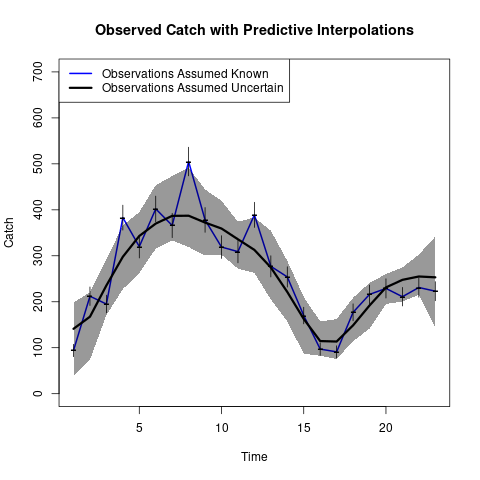 Observed Catch with Predictive Interpolations
Observations Assumed Known
Observations Assumed Uncertain
700
600
500
400
300
200
100
0
Catch
5
10
15
20
Time